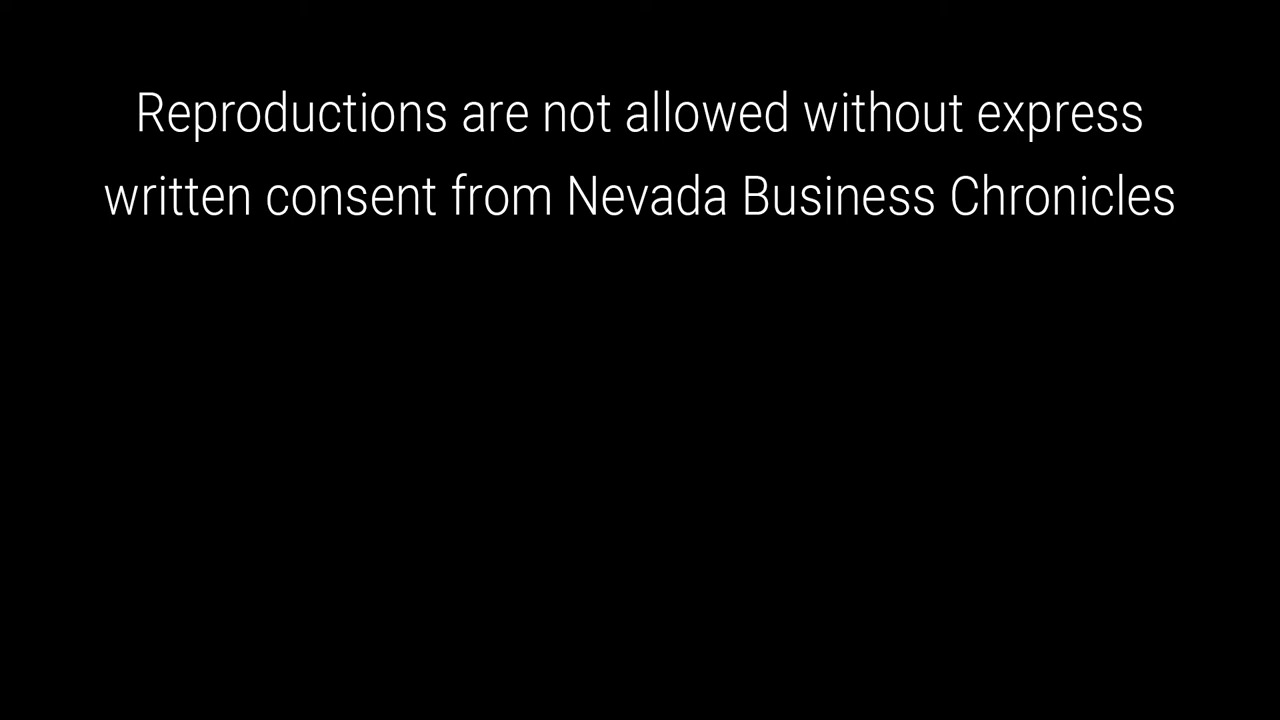 Reproductions are not allowed without express
written consent from Nevada Business Chronicles